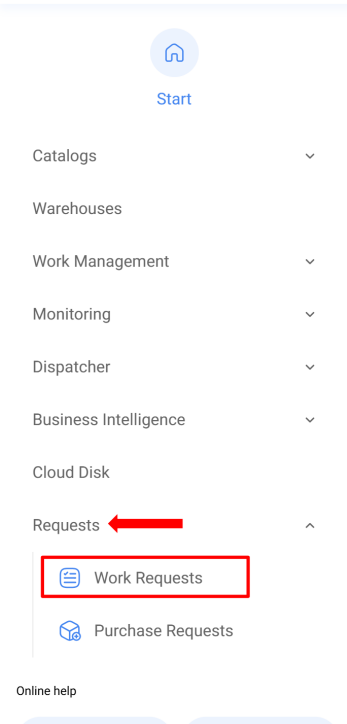 Start
Catalogs
Warehouses
Work Management
Monitoring
Dispatcher
Business Intelligence
Cloud Disk
Requests
Work Requests
Purchase Requests
Online help